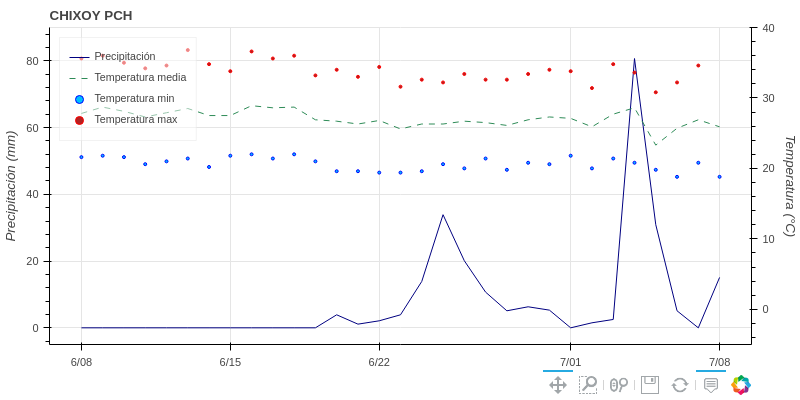 CHIXOY PCH
Precipitación
Temperatura media
Temperatura min
Temperatura max
Precipitación (mm)
80
60
40
20
0
Temperatura (°C)
40
30
20
10
0
6/08
6/15
6/22
7/01
7/08